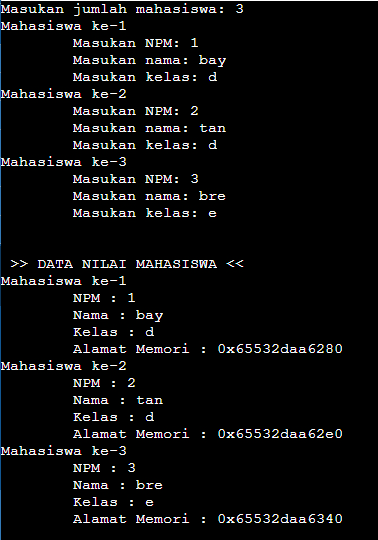 Masukan jumlah mahasiswa: 3
Mahasiswa ke-1
Masukan NPM: 1
Masukan nama: bay
Masukan kelas: d
Mahasiswa ke-2
Masukan NPM: 2
Masukan nama: tan
Masukan kelas: d
Mahasiswa ke-3
Masukan NPM: 3
Masukan nama: bre
Masukan kelas: e
>> DATA NILAI MAHASISWA <<
Mahasiswa ke-1
NPM : 1
Nama : bay
Kelas : d
Alamat Memori : 0x65532daa6280
Mahasiswa ke-2
NPM : 2
Nama : tan
Kelas : d
Alamat Memori : 0x65532daa62e0
Mahasiswa ke-3
NPM : 3
Nama : bre
Kelas : e
Alamat Memori : 0x65532daa6340